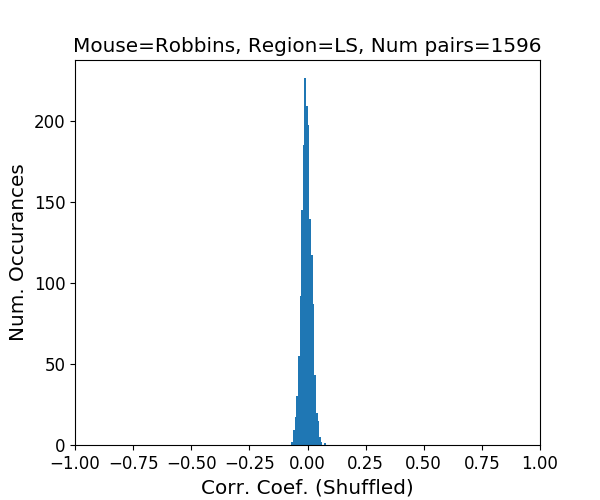 Mouse=Robbins, Region=LS, Num pairs=1596
Num. Occurances
200
150
100
50
0
−1.00 −0.75 −0.50 −0.25 0.00 0.25 0.50 0.75 1.00
Corr. Coef. (Shuffled)